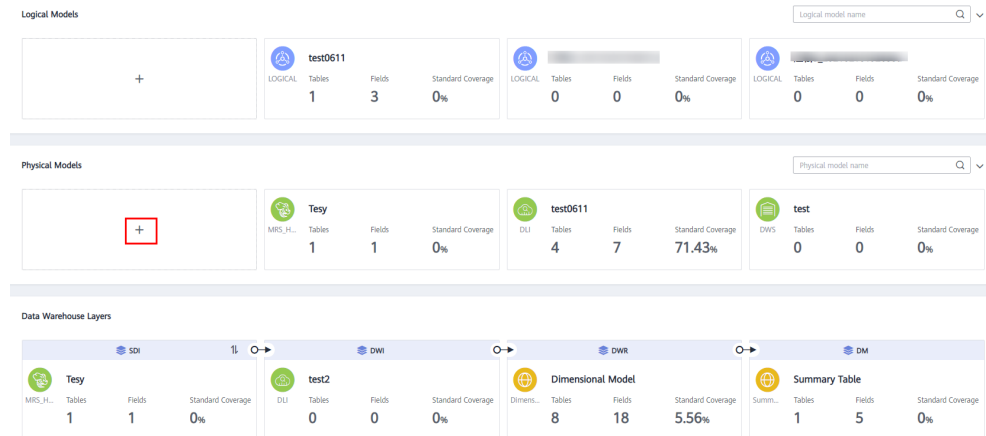 Logical Models
Logical model name
test0611
LOGICAL Tables Fields Standard Coverage
1 3 0%
LOGICAL Tables Fields Standard Coverage
0 0 0%
LOGICAL Tables Fields Standard Coverage
0 0 0%
Physical Models
Physical model name
Tesy
MRS_H... Tables Fields Standard Coverage
1 1 0%
test0611
DLI Tables Fields Standard Coverage
4 7 71.43%
test
DWS Tables Fields Standard Coverage
0 0 0%
Data Warehouse Layers
SDI
DWI
DWR
DM
Tesy
MRS_H... Tables Fields Standard Coverage
1 1 0%
test2
DLI Tables Fields Standard Coverage
0 0 0%
Dimensional Model
Dimens... Tables Fields Standard Coverage
8 18 5.56%
Summary Table
Summ... Tables Fields Standard Coverage
1 5 0%